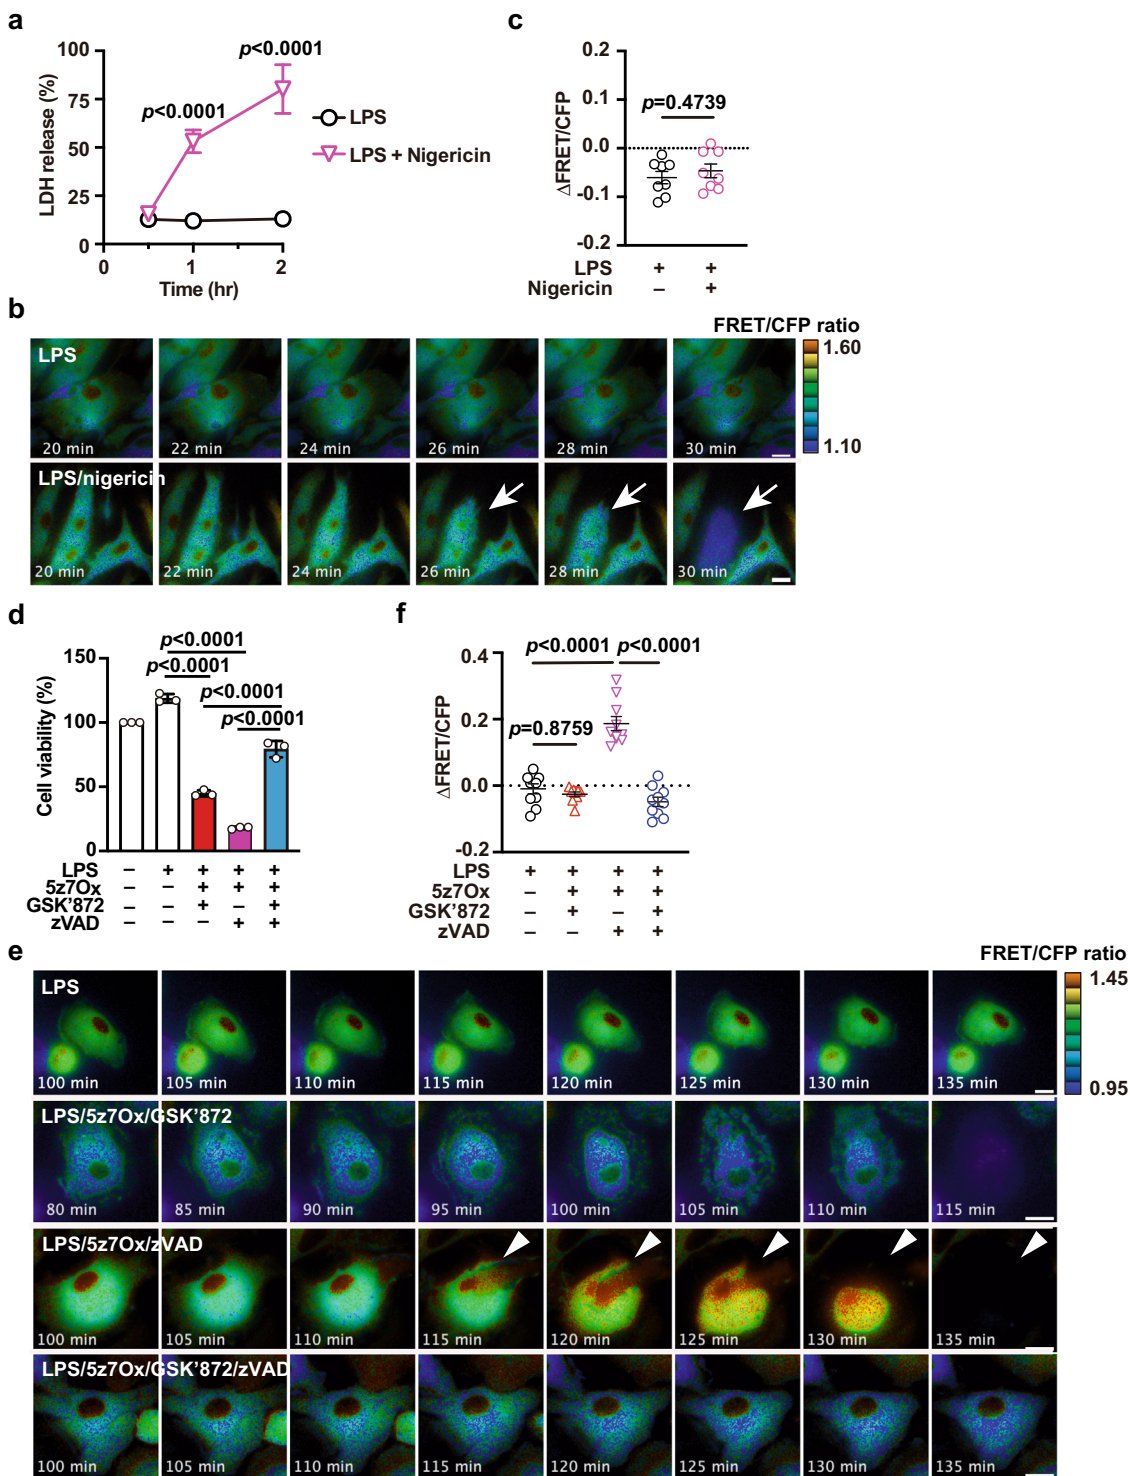 a
100
75
50
25
0
LDH release (%)
p<0.0001
p<0.0001
0
1
2
Time (hr)
LPS
LPS + Nigericin
c
0.2
0.1
0.0
-0.1
-0.2
ΔFRET/CFP
p=0.4739
LPS + +
Nigericin – +
b
FRET/CFP ratio
1.60
1.10
LPS
20 min 22 min 24 min 26 min 28 min 30 min
LPS/nigericin
20 min 22 min 24 min 26 min 28 min 30 min
d
150
100
50
0
Cell viability (%)
p<0.0001
p<0.0001
p<0.0001
p<0.0001
LPS – + + + +
5z7Ox – – + + +
GSK'872 – – + – +
zVAD – – – + +
f
0.4
0.2
0.0
-0.2
ΔFRET/CFP
p<0.0001 p<0.0001
p=0.8759
LPS + + + +
5z7Ox – + + +
GSK'872 – + – +
zVAD – – + +
e
FRET/CFP ratio
1.45
0.95
LPS
100 min 105 min 110 min 115 min 120 min 125 min 130 min 135 min
LPS/5z7Ox/GSK'872
80 min 85 min 90 min 95 min 100 min 105 min 110 min 115 min
LPS/5z7Ox/zVAD
100 min 105 min 110 min 115 min 120 min 125 min 130 min 135 min
LPS/5z7Ox/GSK'872/zVAD
100 min 105 min 110 min 115 min 120 min 125 min 130 min 135 min